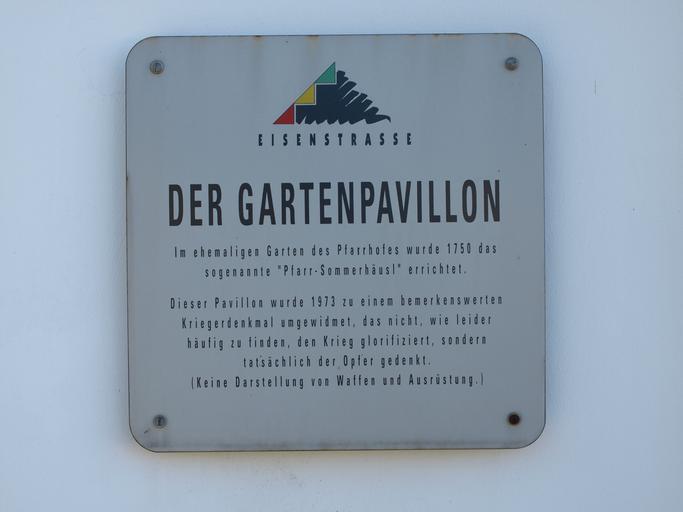 EISENSTRASSE
DER GARTENPAVILLON
Im ehemaligen Garten des Pfarrhofes wurde 1750 das
sogenannte "Pfarr-Sommerhäusl" errichtet.
Dieser Pavillon wurde 1973 zu einem bemerkenswerten
Kriegerdenkmal umgewidmet, das nicht, wie leider
häufig zu finden, den Krieg glorifiziert, sondern
tatsächlich der Opfer gedenkt.
(Keine Darstellung von Waffen und Ausrüstung.)